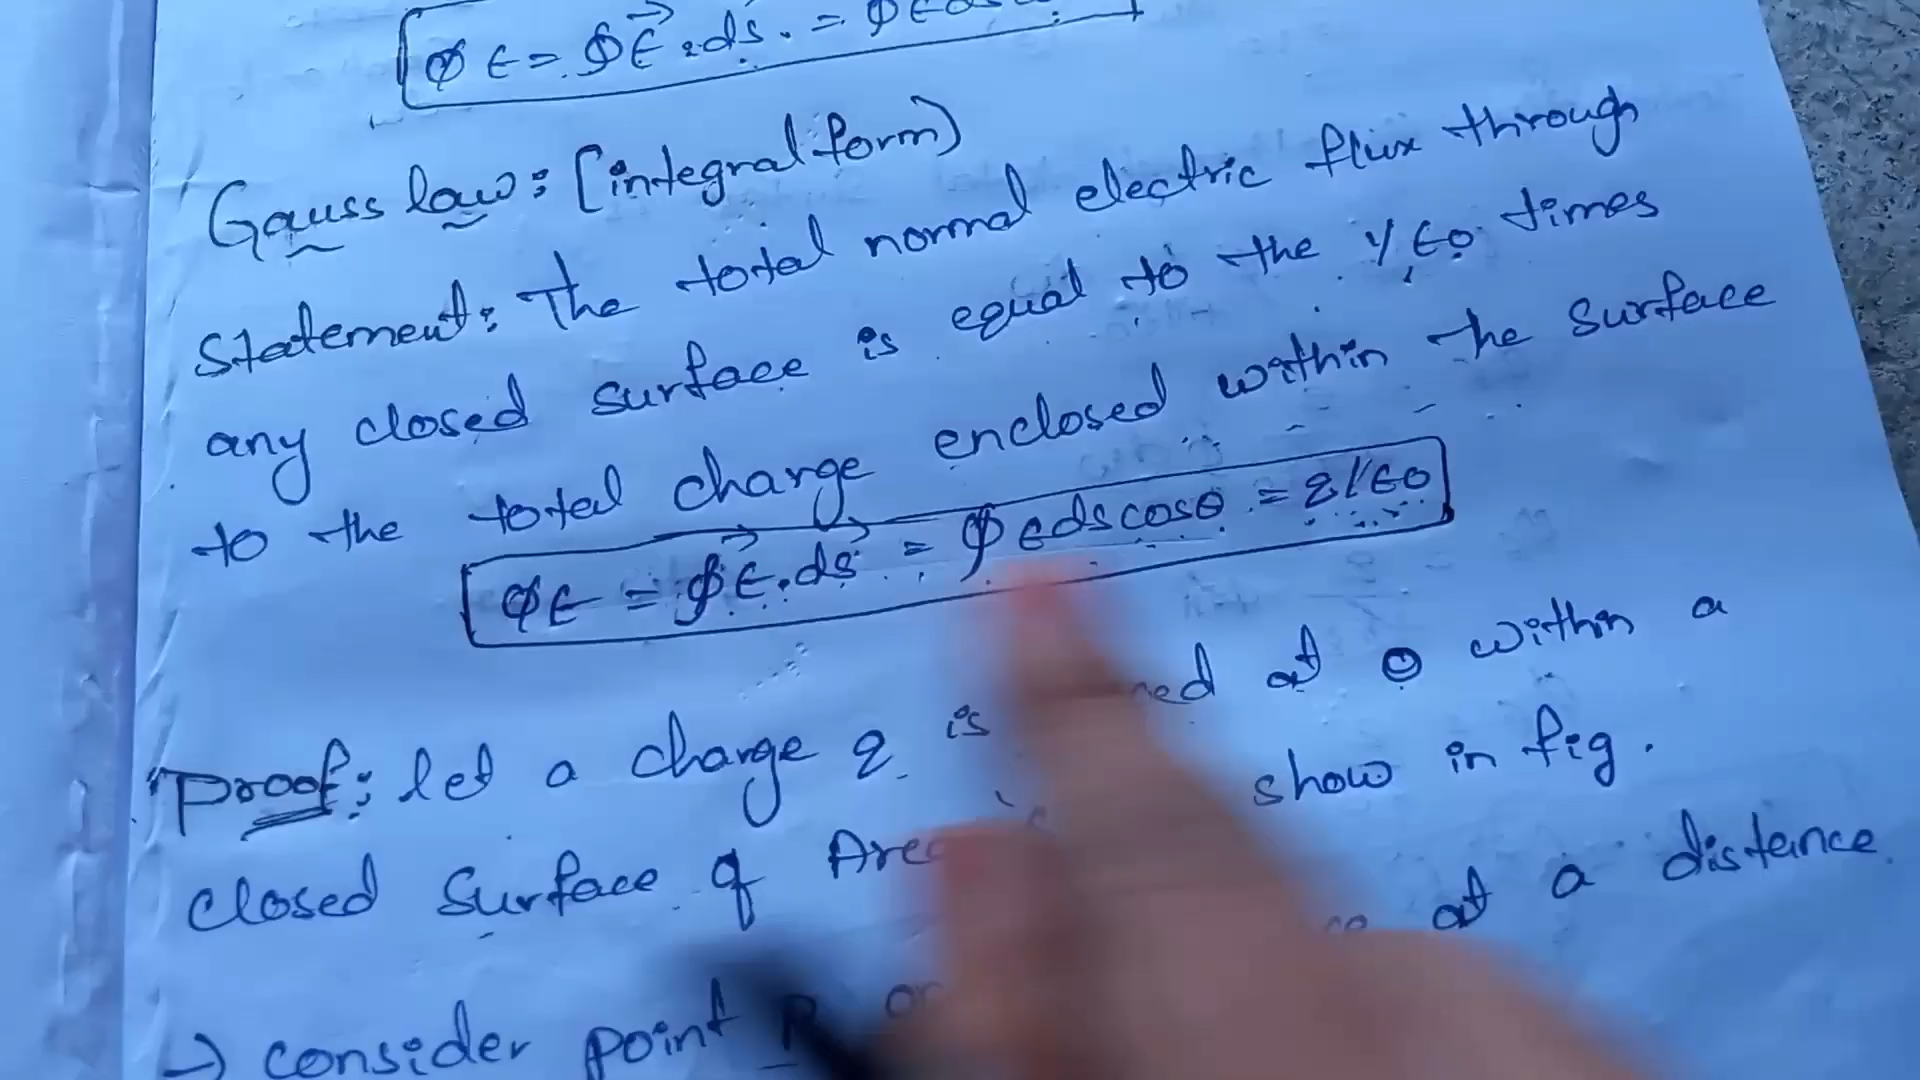 ϕE = ∮E⃗.ds. = ∮Eds
Gauss law: [integral form)
Statement: The total normal electric flux through
any closed surface is equal to the 1/ϵ0 times
to the total charge enclosed within the surface
ϕE = ∮E⃗.ds⃗ = ∮Edscosθ = q/ϵ0
Proof: let a charge q is at O within a
closed surface of Area show in fig.
→ consider point P at a distance